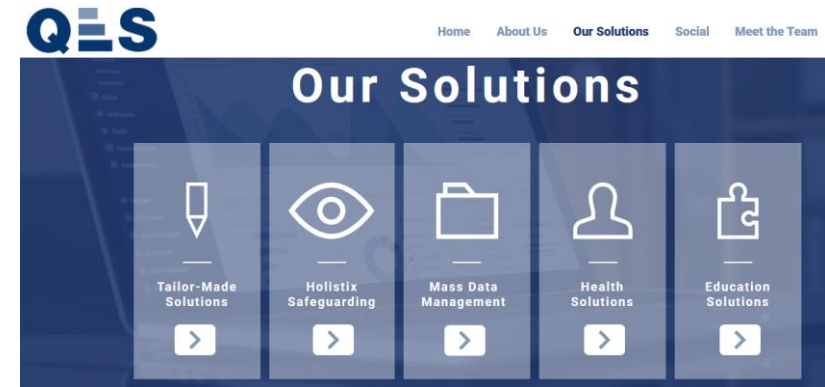 QES
Home About Us Our Solutions Social Meet the Team
Our Solutions
Tailor-Made
Solutions
Holistix
Safeguarding
Mass Data
Management
Health
Solutions
Education
Solutions